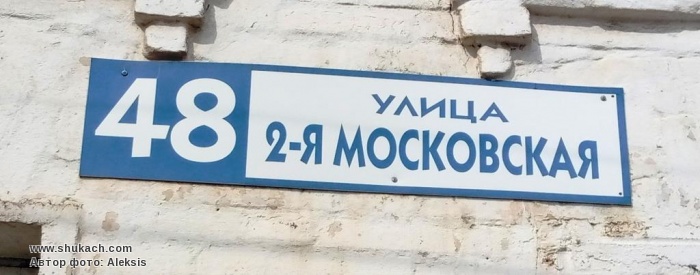 48
УЛИЦА
2-Я МОСКОВСКАЯ
www.shukach.com
Автор фото: Aleksis